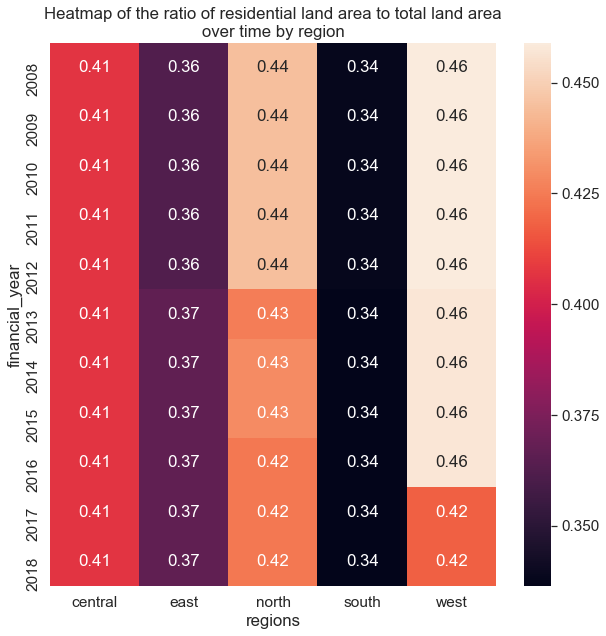 Heatmap of the ratio of residential land area to total land area
over time by region
financial_year
2008 0.41 0.36 0.44 0.34 0.46
2009 0.41 0.36 0.44 0.34 0.46
2010 0.41 0.36 0.44 0.34 0.46
2011 0.41 0.36 0.44 0.34 0.46
2012 0.41 0.36 0.44 0.34 0.46
2013 0.41 0.37 0.43 0.34 0.46
2014 0.41 0.37 0.43 0.34 0.46
2015 0.41 0.37 0.43 0.34 0.46
2016 0.41 0.37 0.42 0.34 0.46
2017 0.41 0.37 0.42 0.34 0.42
2018 0.41 0.37 0.42 0.34 0.42
central east north south west
regions
0.450
0.425
0.400
0.375
0.350